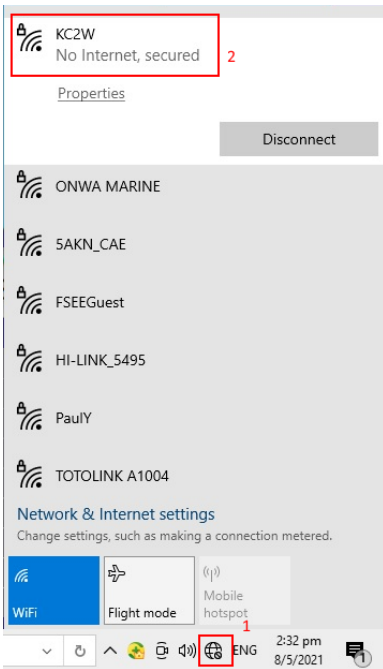 KC2W
No Internet, secured
2
Properties
Disconnect
ONWA MARINE
5AKN_CAE
FSEEGuest
HI-LINK_5495
PaulY
TOTOLINK A1004
Network & Internet settings
Change settings, such as making a connection metered.
WiFi
Flight mode
Mobile
hotspot
1
ENG
2:32 pm
8/5/2021
1